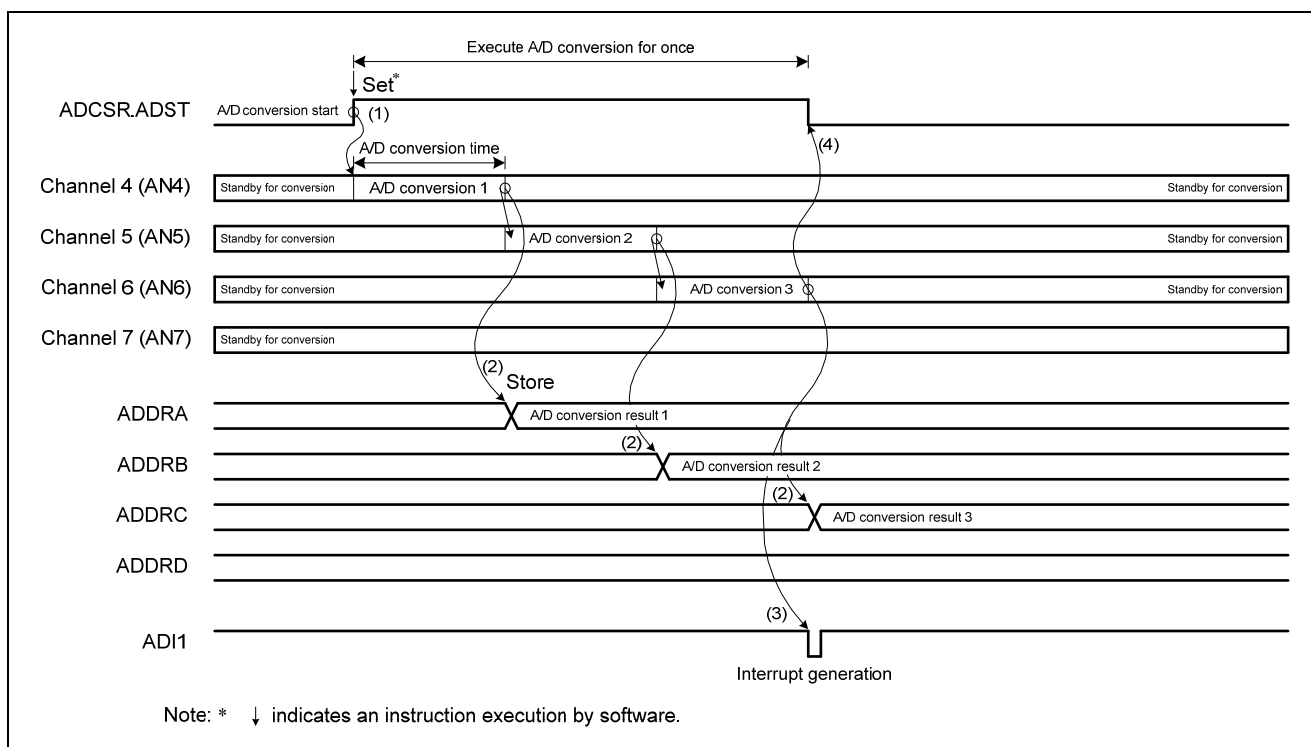 Execute A/D conversion for once
Set*
ADCSR.ADST
A/D conversion start
(1)
(4)
A/D conversion time
Channel 4 (AN4)
Standby for conversion
A/D conversion 1
Standby for conversion
Channel 5 (AN5)
Standby for conversion
A/D conversion 2
Standby for conversion
Channel 6 (AN6)
Standby for conversion
A/D conversion 3
Standby for conversion
Channel 7 (AN7)
Standby for conversion
(2)
Store
ADDRA
A/D conversion result 1
ADDRB
(2)
A/D conversion result 2
ADDRC
(2)
A/D conversion result 3
ADDRD
(3)
ADI1
Interrupt generation
Note: * ↓ indicates an instruction execution by software.